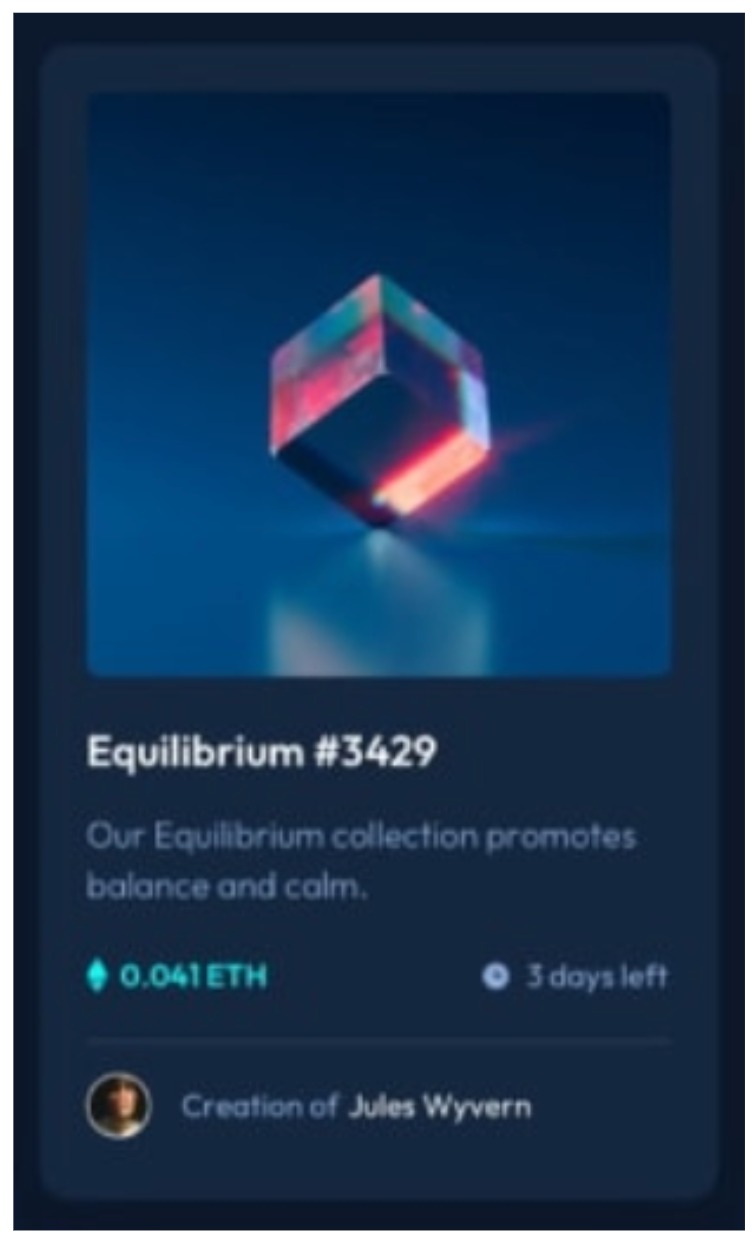 Equilibrium #3429
Our Equilibrium collection promotes
balance and calm.
0.041 ETH
3 days left
Creation of Jules Wyvern